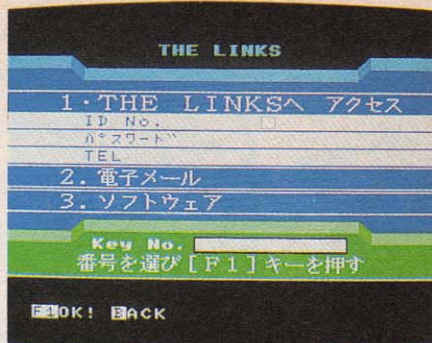 THE LINKS
1・THE LINKSへ アクセス
ID No.
パスワード
TEL
2. 電子メール
3. ソフトウェア
Key No.
番号を選び[F1]キーを押す
F1OK! BACK